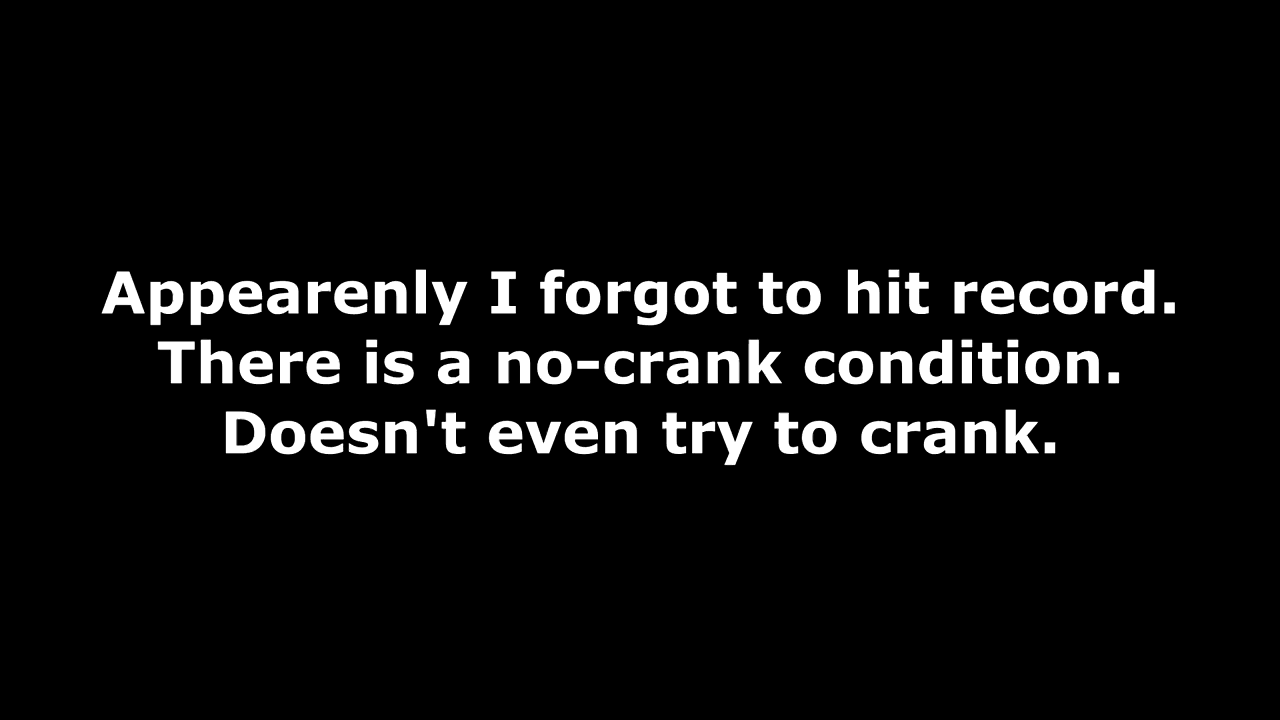 Appearenly I forgot to hit record.
There is a no-crank condition.
Doesn't even try to crank.